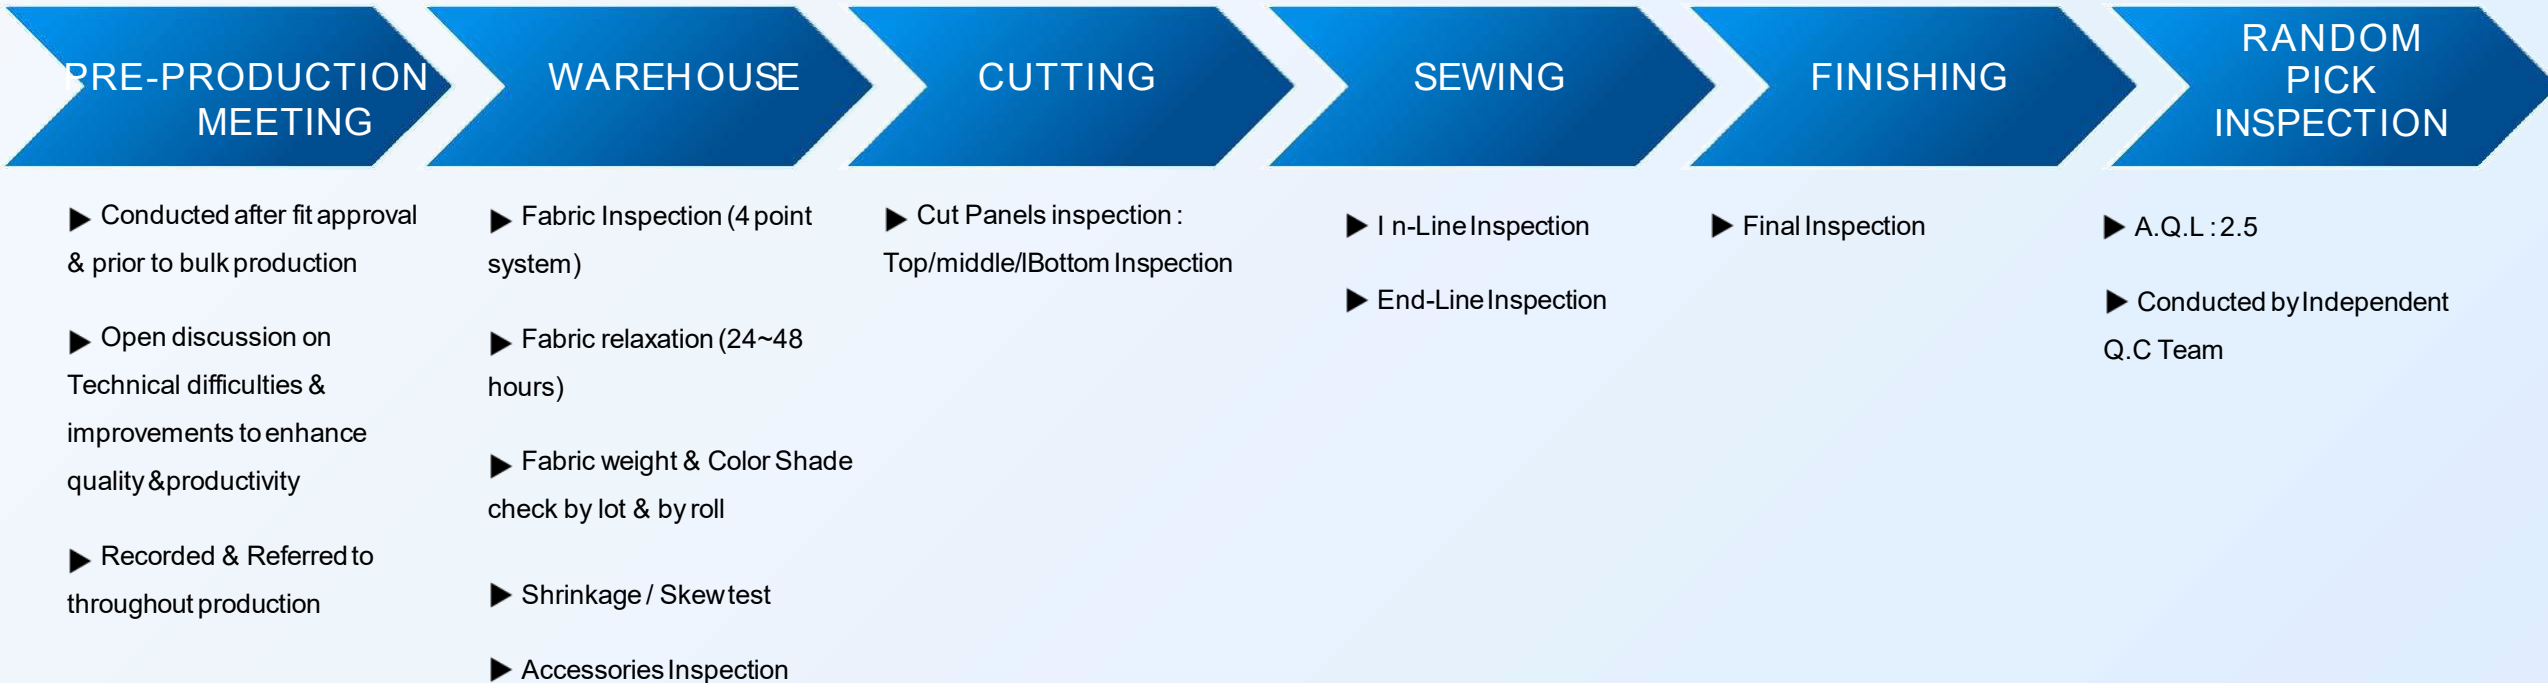 PRE-PRODUCTION
MEETING
▶ Conducted after fit approval
& prior to bulk production
▶ Open discussion on
Technical difficulties &
improvements to enhance
quality &productivity
▶ Recorded & Referred to
throughout production
WAREHOUSE
▶ Fabric Inspection (4 point
system)
▶ Fabric relaxation (24~48
hours)
▶ Fabric weight & Color Shade
check by lot & by roll
▶ Shrinkage / Skew test
▶ Accessories Inspection
CUTTING
▶ Cut Panels inspection :
Top/middle/lBottom Inspection
SEWING
▶ I n-Line Inspection
▶ End-Line Inspection
FINISHING
▶ Final Inspection
RANDOM
PICK
INSPECTION
▶ A.Q.L : 2.5
▶ Conducted by Independent
Q.C Team